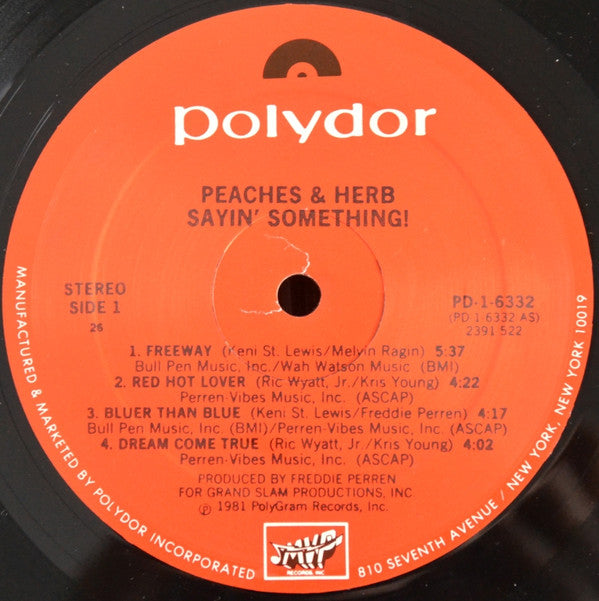 polydor
PEACHES & HERB
SAYIN' SOMETHING!
STEREO
SIDE 1
26
PD-1-6332
(PD-1-6332 AS)
2391 522
1. FREEWAY (Keni St. Lewis/Melvin Ragin) 5:37
Bull Pen Music, Inc./Wah Watson Music (BMI)
2. RED HOT LOVER (Ric Wyatt, Jr./Kris Young) 4:22
Perren-Vibes Music, Inc. (ASCAP)
3. BLUER THAN BLUE (Keni St. Lewis/Freddie Perren) 4:17
Bull Pen Music, Inc. (BMI)/Perren-Vibes Music, Inc. (ASCAP)
4. DREAM COME TRUE (Ric Wyatt, Jr./Kris Young) 4:02
Perren-Vibes Music, Inc. (ASCAP)
PRODUCED BY FREDDIE PERREN
FOR GRAND SLAM PRODUCTIONS, INC.
℗ 1981 PolyGram Records, Inc.
MVP
RECORDS, INC.
MANUFACTURED & MARKETED BY POLYDOR INCORPORATED
810 SEVENTH AVENUE / NEW YORK, NEW YORK 10019